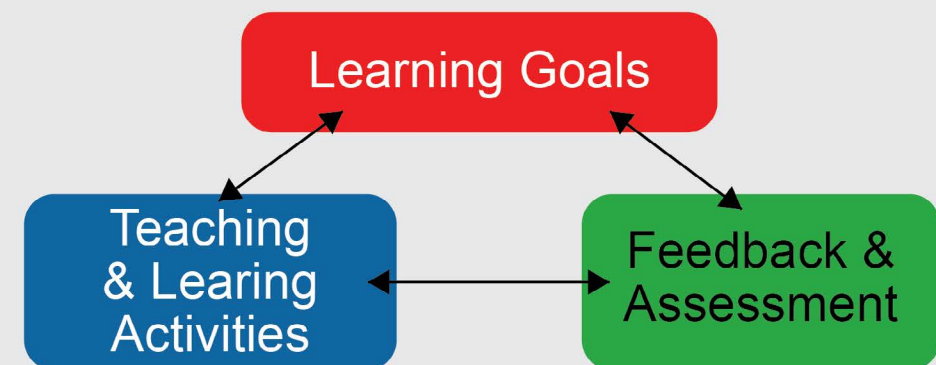 Learning Goals
Teaching
& Learing
Activities
Feedback &
Assessment